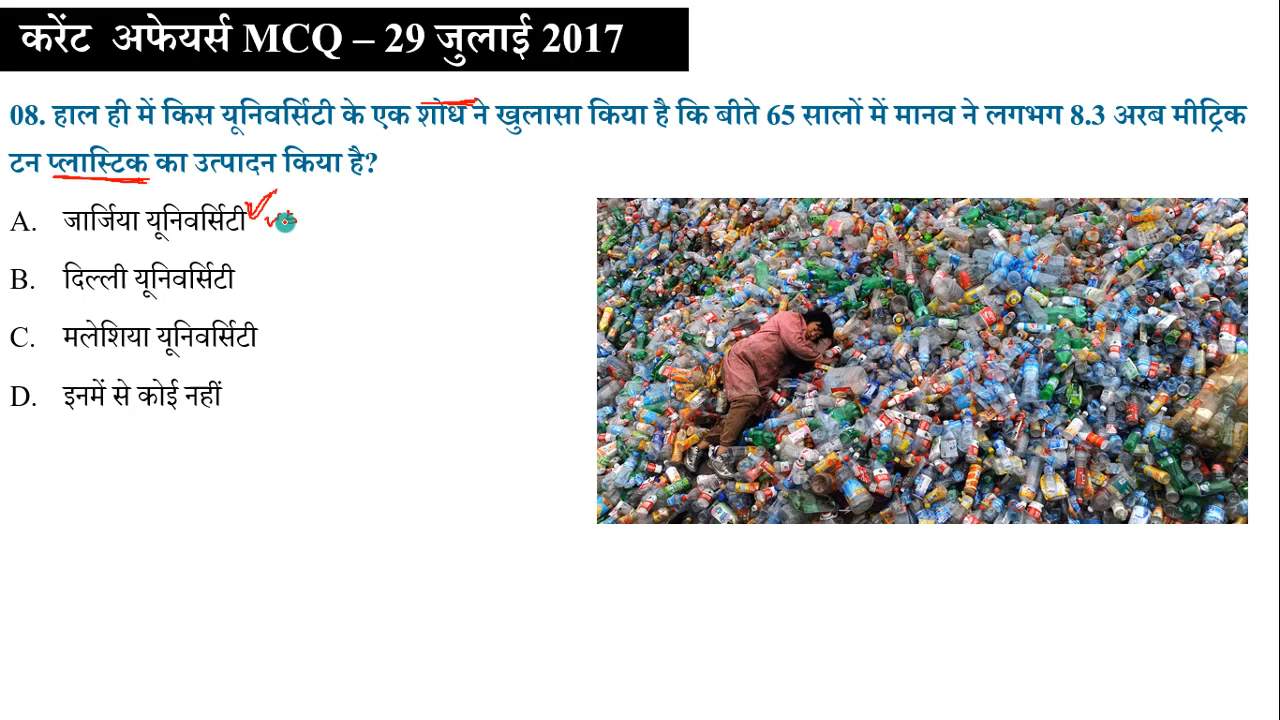 करेंट अफेयर्स MCQ – 29 जुलाई 2017
08. हाल ही में किस यूनिवर्सिटी के एक शोध ने खुलासा किया है कि बीते 65 सालों में मानव ने लगभग 8.3 अरब मीट्रिक
टन प्लास्टिक का उत्पादन किया है?
A. जार्जिया यूनिवर्सिटी
B. दिल्ली यूनिवर्सिटी
C. मलेशिया यूनिवर्सिटी
D. इनमें से कोई नहीं